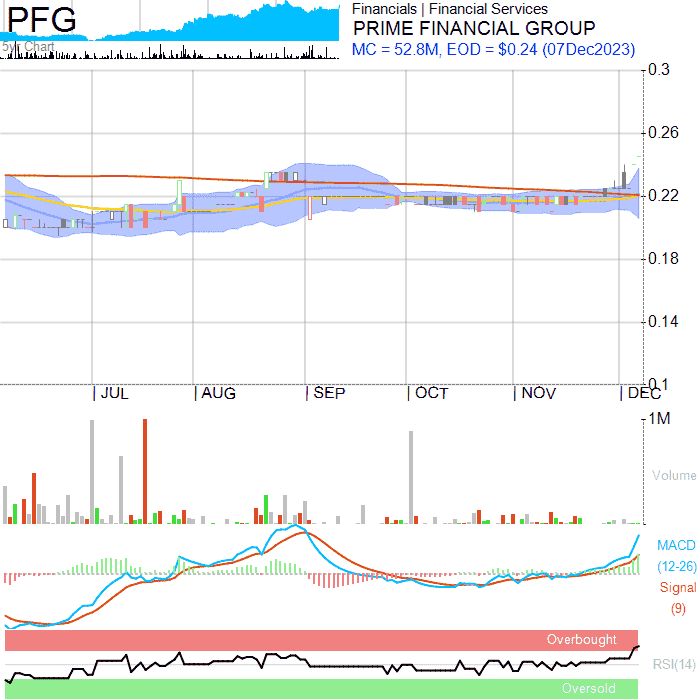 PFG
5yr Chart
Financials | Financial Services
PRIME FINANCIAL GROUP
MC = 52.8M, EOD = $0.24 (07Dec2023)
0.3
0.26
0.22
0.18
0.14
0.1
JUL AUG SEP OCT NOV DEC
1M
Volume
MACD
(12-26)
Signal
(9)
Overbought
RSI(14)
Oversold